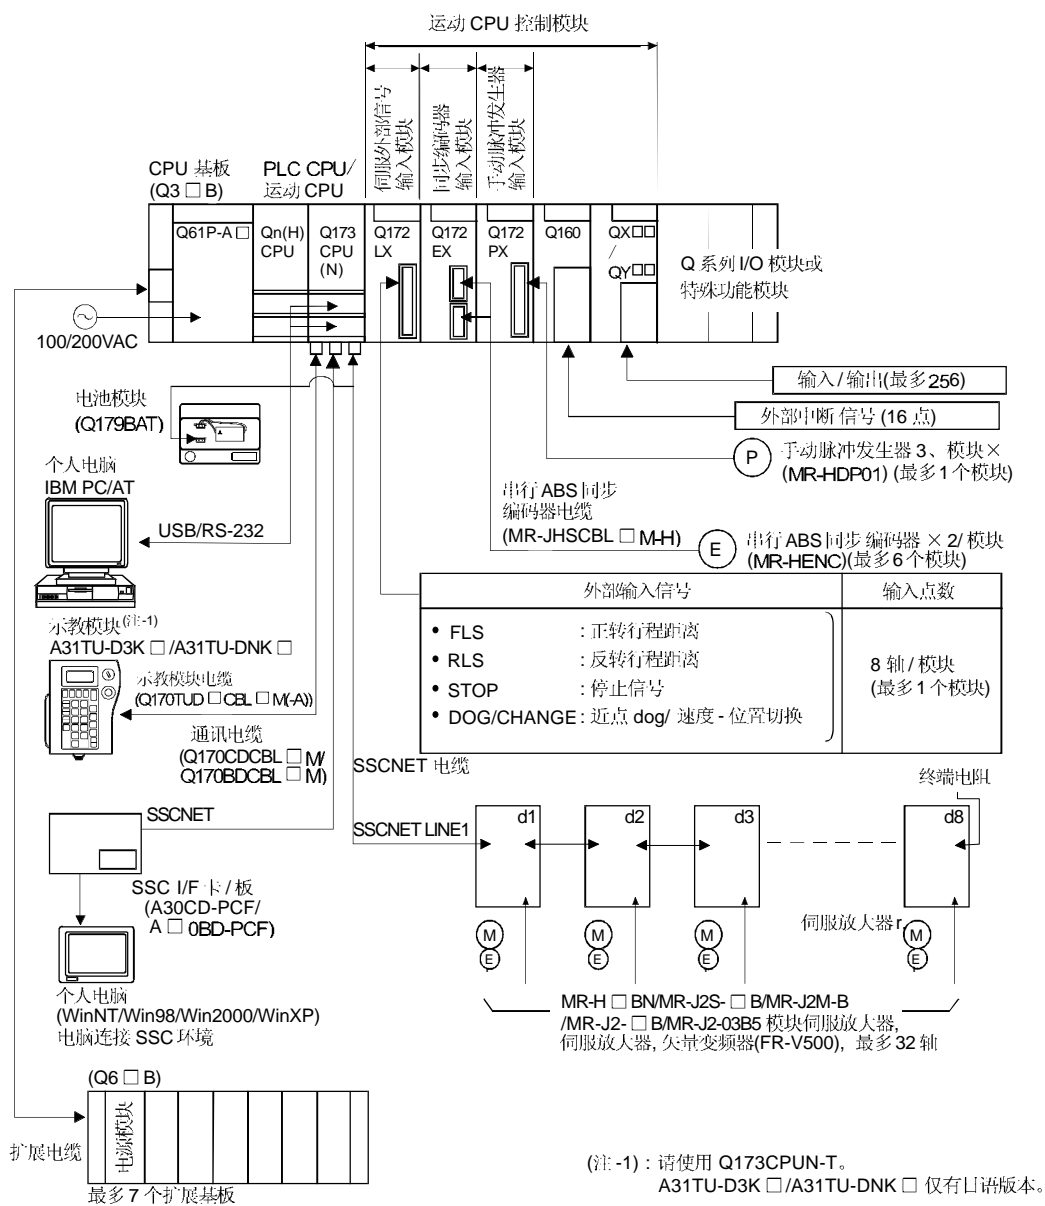 运动 CPU 控制模块
伺服外部信号
输入模块
同步编码器
输入模块
手动脉冲发生器
输入模块
CPU 基板
(Q3 □ B)
PLC CPU/
运动 CPU
Q61P-A □
Qn(H)
CPU
Q173
CPU
(N)
Q172
LX
Q172
EX
Q172
PX
QI60
QX□□
/
QY□□
Q 系列 I/O 模块或
特殊功能模块
100/200VAC
输入 / 输出(最多256)
外部中断 信号 (16 点)
电池模块
(Q179BAT)
P
手动脉冲发生器 3、模块×
(MR-HDP01) (最多1个模块)
个人电脑
IBM PC/AT
USB/RS-232
串行 ABS 同步
编码器电缆
(MR-JHSCBL □ M-H)
E
串行 ABS 同步 编码器 × 2/ 模块
(MR-HENC)(最多6个模块)
外部输入信号
输入点数
• FLS : 正转行程距离
• RLS : 反转行程距离
• STOP : 停止信号
• DOG/CHANGE : 近点 dog/ 速度 - 位置切换
8 轴 / 模块
(最多1个模块)
示教模块(注-1)
A31TU-D3K □ /A31TU-DNK □
示教模块电缆
(Q170TUD □ CBL □ M(-A))
通讯电缆
(Q170CDCBL □ M/
Q170BDCBL □ M)
SSCNET 电缆
终端电阻
SSCNET
SSCNET LINE1
d1
d2
d3
d8
SSC I/F 卡 / 板
(A30CD-PCF/
A □ 0BD-PCF)
伺服放大器 r,
M
E
M
E
M
E
M
E
个人电脑
(WinNT/Win98/Win2000/WinXP)
电脑连接 SSC 环境
MR-H □ BN/MR-J2S- □ B/MR-J2M-B
/MR-J2- □ B/MR-J2-03B5 模块伺服放大器,
伺服放大器, 矢量变频器(FR-V500), 最多 32 轴
(Q6 □ B)
电源模块
扩展电缆
最多 7 个扩展基板
(注 -1) : 请使用 Q173CPUN-T。
A31TU-D3K □ /A31TU-DNK □ 仅有日语版本。